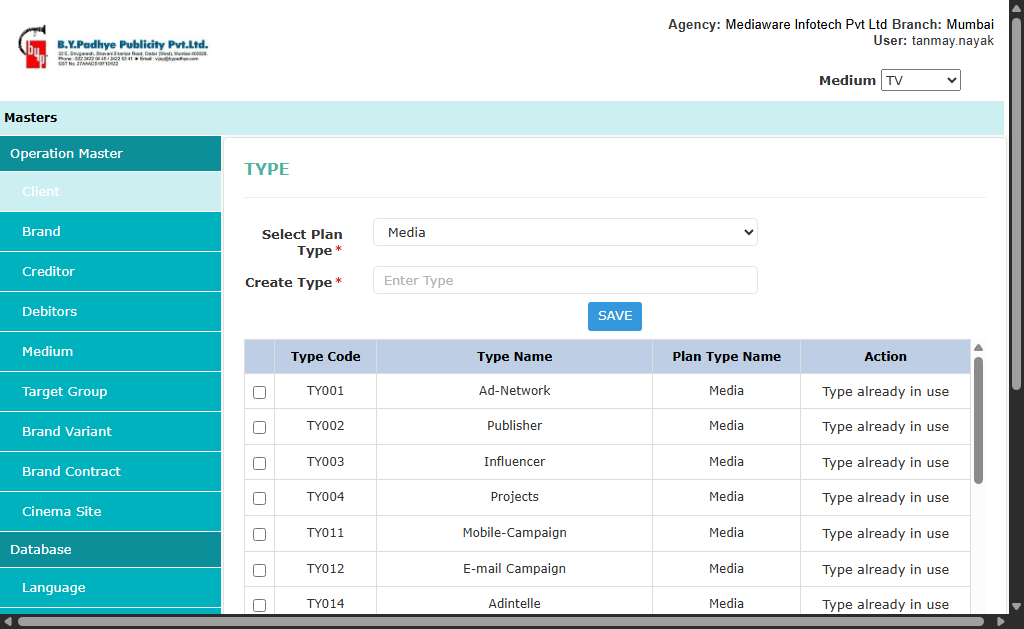 Agency: Mediaware Infotech Pvt Ltd Branch: Mumbai
User: tanmay.nayak
B.Y.Padhye Publicity Pvt.Ltd.
Medium TV
Masters
Operation Master
Client
Brand
Creditor
Debitors
Medium
Target Group
Brand Variant
Brand Contract
Cinema Site
Database
Language
TYPE
Select Plan Type * Media
Create Type * Enter Type
SAVE
Type Code Type Name Plan Type Name Action
TY001 Ad-Network Media Type already in use
TY002 Publisher Media Type already in use
TY003 Influencer Media Type already in use
TY004 Projects Media Type already in use
TY011 Mobile-Campaign Media Type already in use
TY012 E-mail Campaign Media Type already in use
TY014 Adintelle Media Type already in use